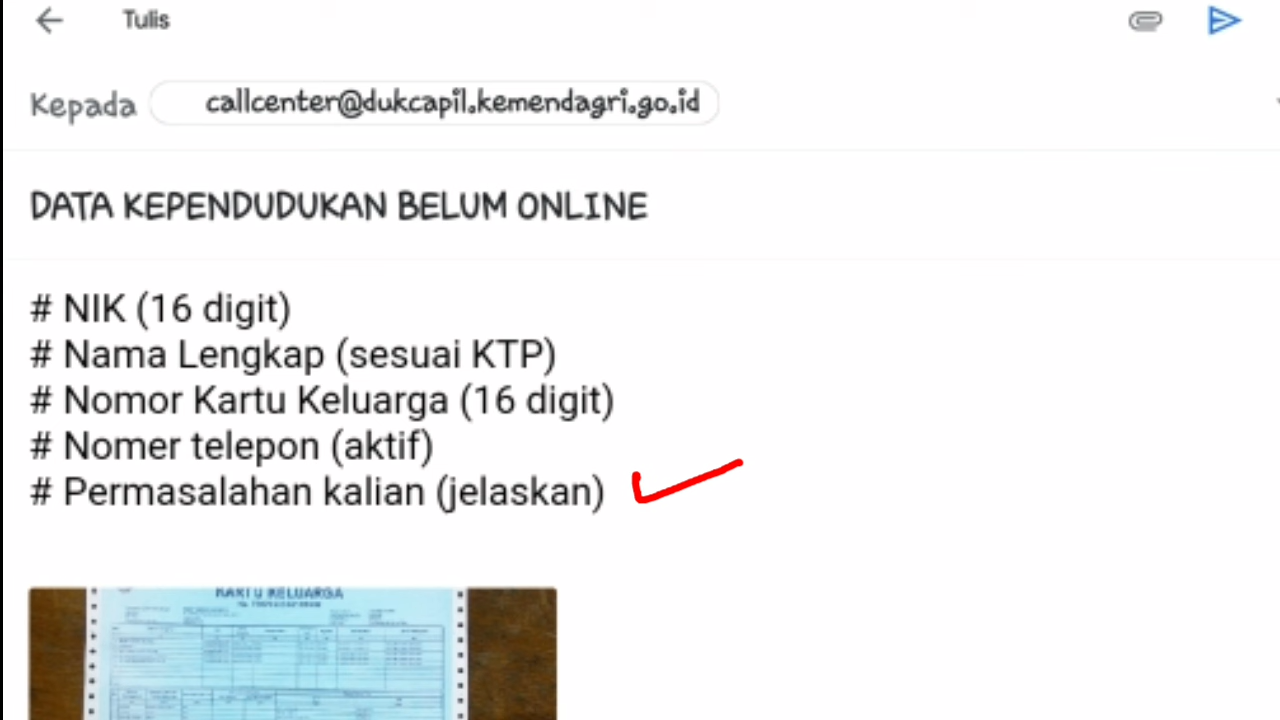 Tulis
Kepada callcenter@dukcapil.kemendagri.go.id
DATA KEPENDUDUKAN BELUM ONLINE
# NIK (16 digit)
# Nama Lengkap (sesuai KTP)
# Nomor Kartu Keluarga (16 digit)
# Nomer telepon (aktif)
# Permasalahan kalian (jelaskan)
KARTU KELUARGA